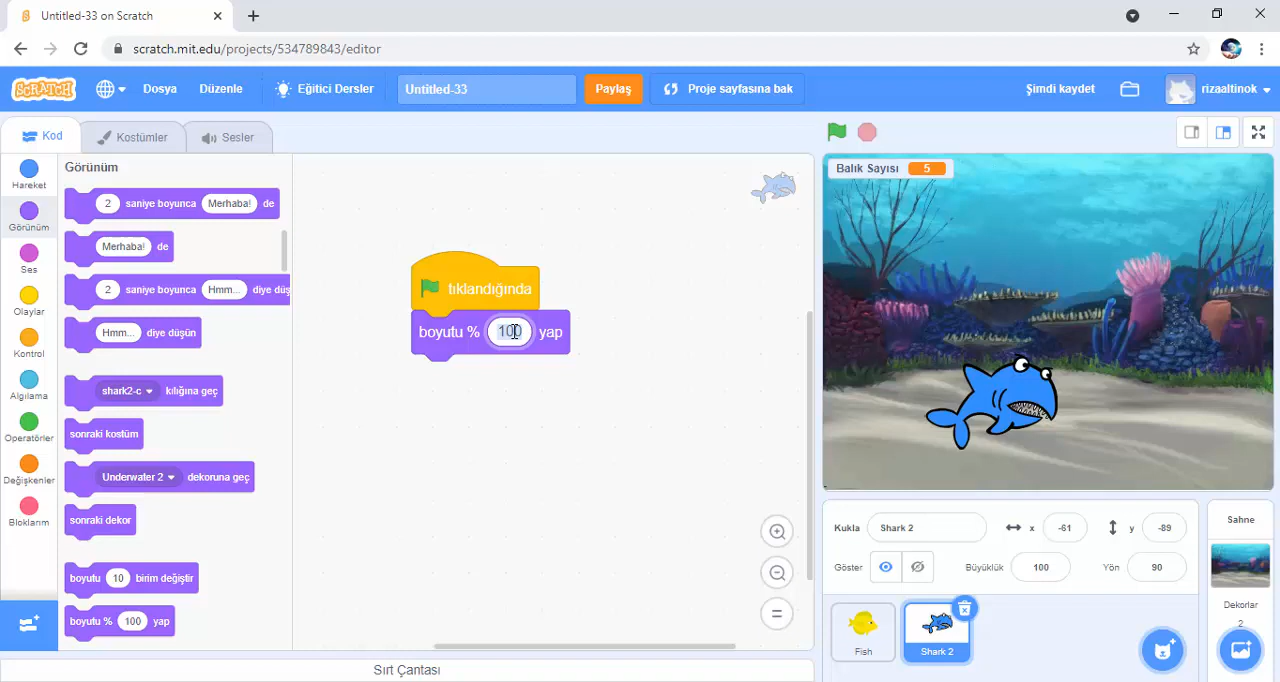 Untitled-33 on Scratch
scratch.mit.edu/projects/534789843/editor
SCRATCH
Dosya
Düzenle
Eğitici Dersler
Untitled-33
Paylaş
Proje sayfasına bak
Şimdi kaydet
rizaaltinok
Kod
Kostümler
Sesler
Hareket
Görünüm
Ses
Olaylar
Kontrol
Algılama
Operatörler
Değişkenler
Bloklarım
Görünüm
2 saniye boyunca Merhaba! de
Merhaba! de
2 saniye boyunca Hmm... diye düş
Hmm... diye düşün
shark2-c kılığına geç
sonraki kostüm
Underwater 2 dekoruna geç
sonraki dekor
boyutu 10 birim değiştir
boyutu % 100 yap
tıklandığında
boyutu % 100 yap
Balık Sayısı 5
Kukla Shark 2 x -61 y -89
Göster Büyüklük 100 Yön 90
Fish
Shark 2
Sahne
Dekorlar
2
Sırt Çantası